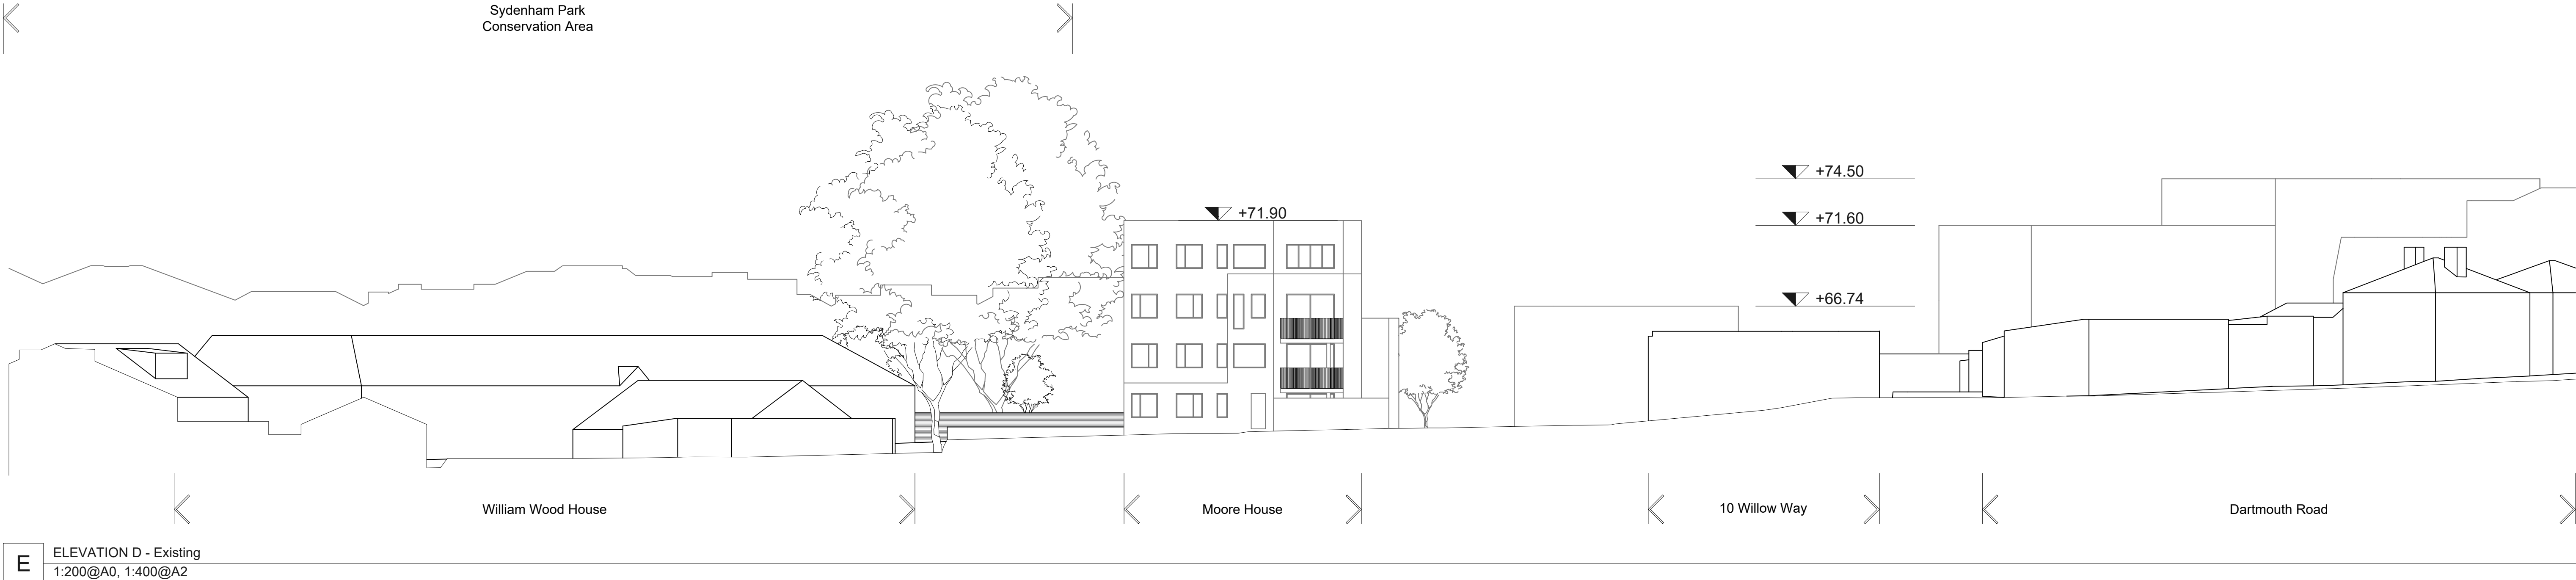 Sydenham Park
Conservation Area
+74.50
+71.90
+71.60
+66.74
William Wood House
Moore House
10 Willow Way
Dartmouth Road
E
ELEVATION D - Existing
1:200@A0, 1:400@A2